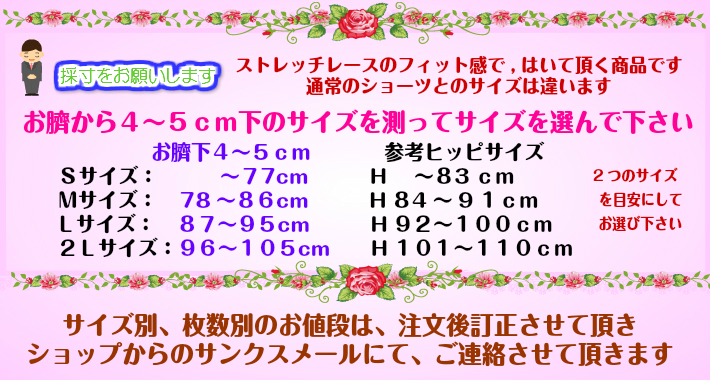 採寸をお願いします
ストレッチレースのフィット感で，はいて頂く商品です
通常のショーツとのサイズは違います
お臍から４～５ｃｍ下のサイズを測ってサイズを選んで下さい
お臍下４～５ｃｍ　参考ヒッピサイズ
Ｓサイズ：　～７７cm　Ｈ　～８３ｃｍ　２つのサイズ
Ｍサイズ：　７８～８６cm　Ｈ８４～９１ｃｍ　を目安にして
Ｌサイズ：　８７～９５cm　Ｈ９２～１００ｃｍ　お選び下さい
２Ｌサイズ：９６～１０５cm　Ｈ１０１～１１０ｃｍ
サイズ別、枚数別のお値段は、注文後訂正させて頂き
ショップからのサンクスメールにて、ご連絡させて頂きます